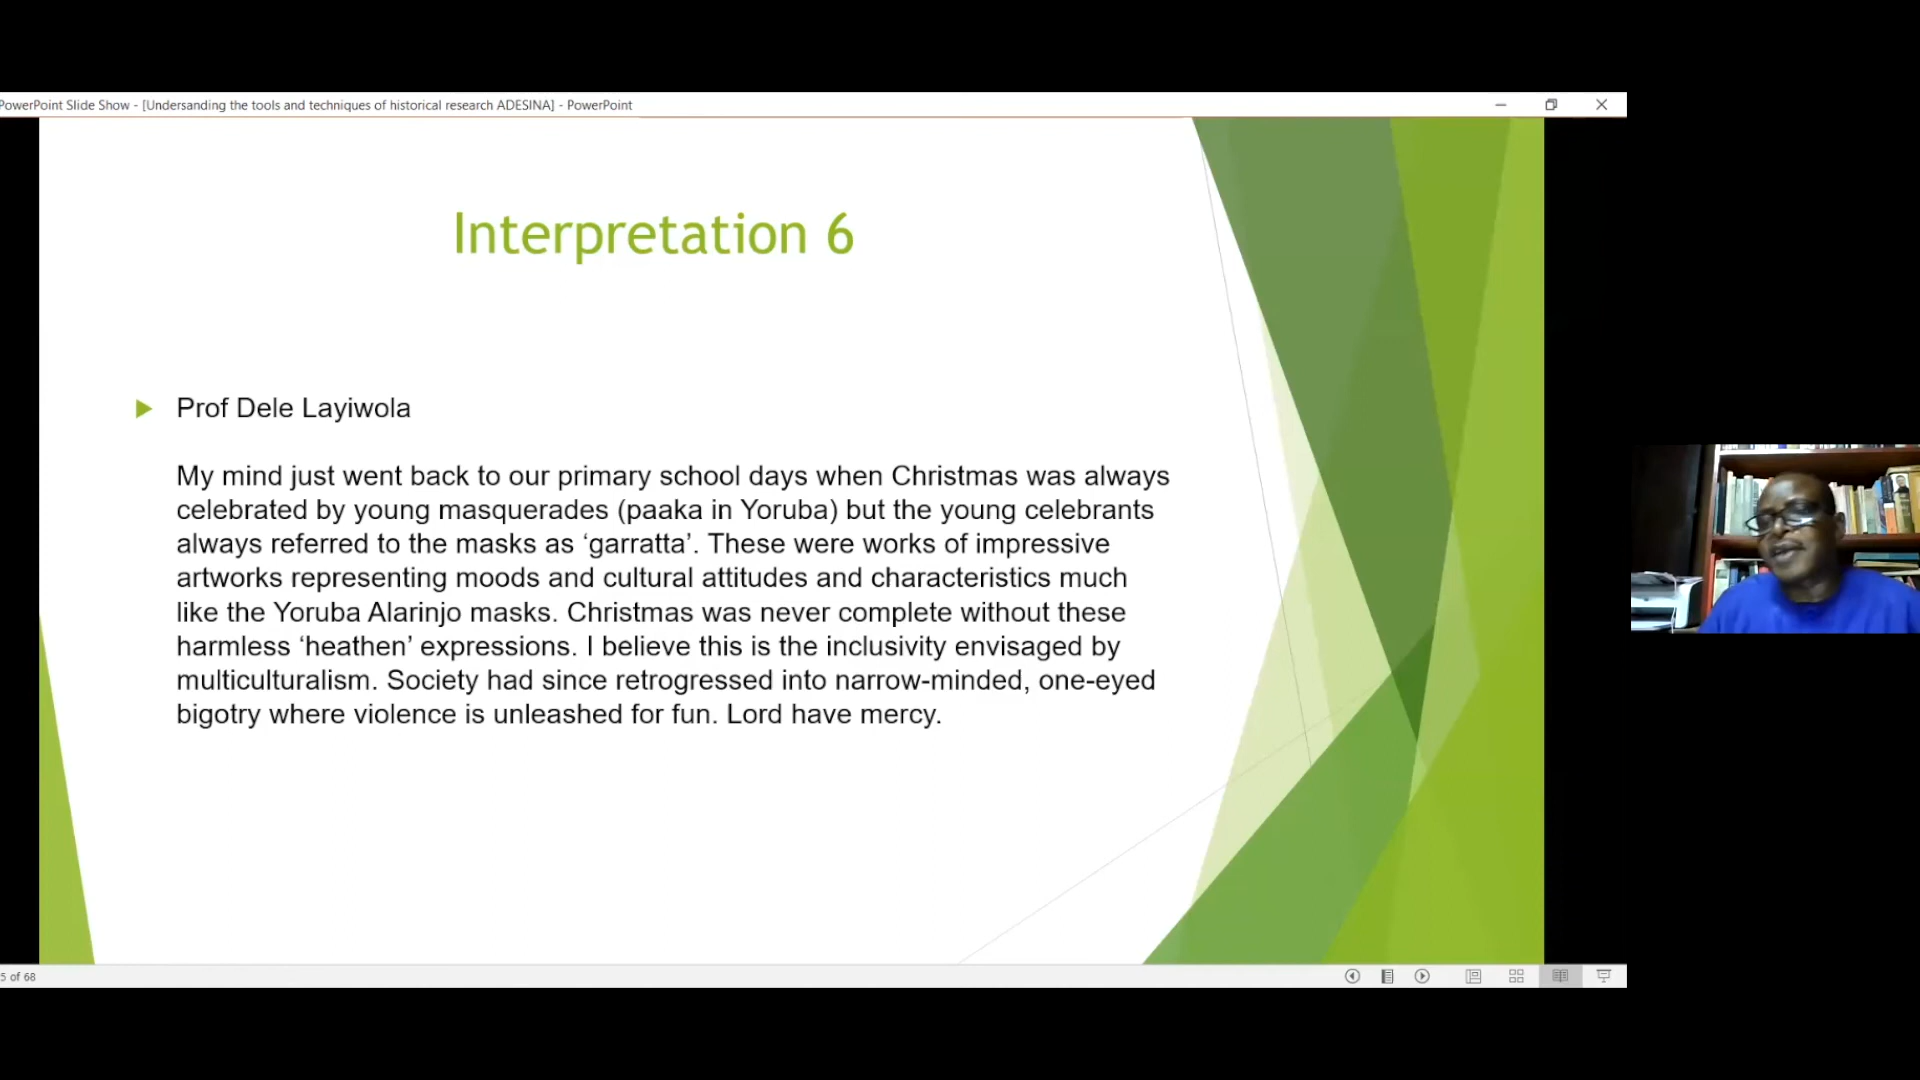 PowerPoint Slide Show - [Undersanding the tools and techniques of historical research ADESINA] - PowerPoint
Interpretation 6
Prof Dele Layiwola
My mind just went back to our primary school days when Christmas was always
celebrated by young masquerades (paaka in Yoruba) but the young celebrants
always referred to the masks as ‘garratta’. These were works of impressive
artworks representing moods and cultural attitudes and characteristics much
like the Yoruba Alarinjo masks. Christmas was never complete without these
harmless ‘heathen’ expressions. I believe this is the inclusivity envisaged by
multiculturalism. Society had since retrogressed into narrow-minded, one-eyed
bigotry where violence is unleashed for fun. Lord have mercy.
5 of 68